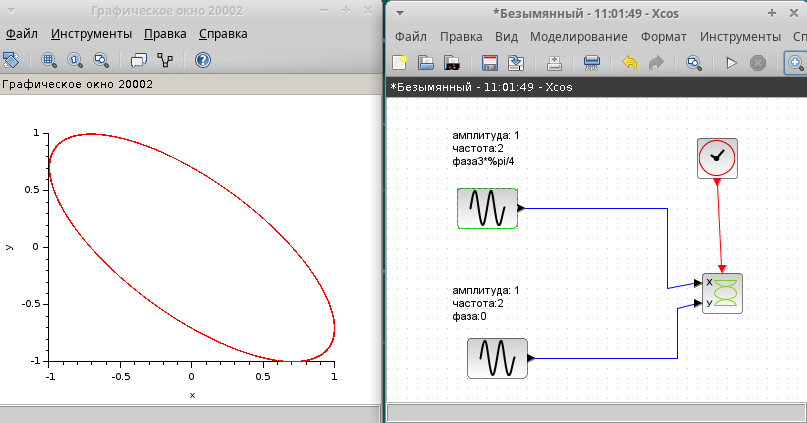 Графическое окно 20002
Файл Инструменты Правка Справка
Графическое окно 20002
1
0.5
0
-0.5
-1
y
-1 -0.5 0 0.5 1
x
*Безымянный - 11:01:49 - Xcos
Файл Правка Вид Моделирование Формат Инструменты Сп
*Безымянный - 11:01:49 - Xcos
амплитуда: 1
частота:2
фаза3*%pi/4
X
У
амплитуда: 1
частота:2
фаза:0